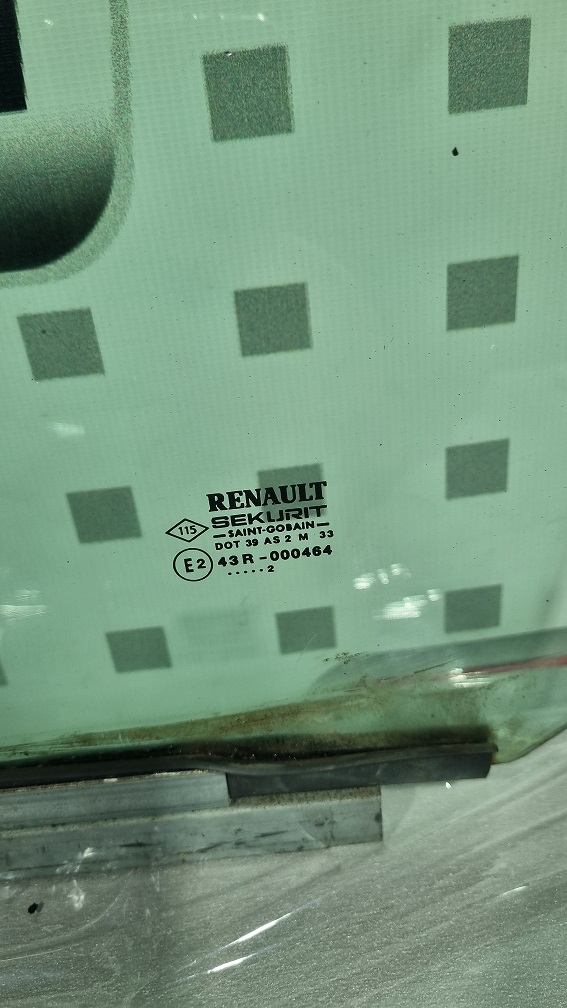 RENAULT
115
SEKURIT
—SAINT-GOBAIN—
DOT 39 AS 2 M 33
E2 43R-000464
.....2